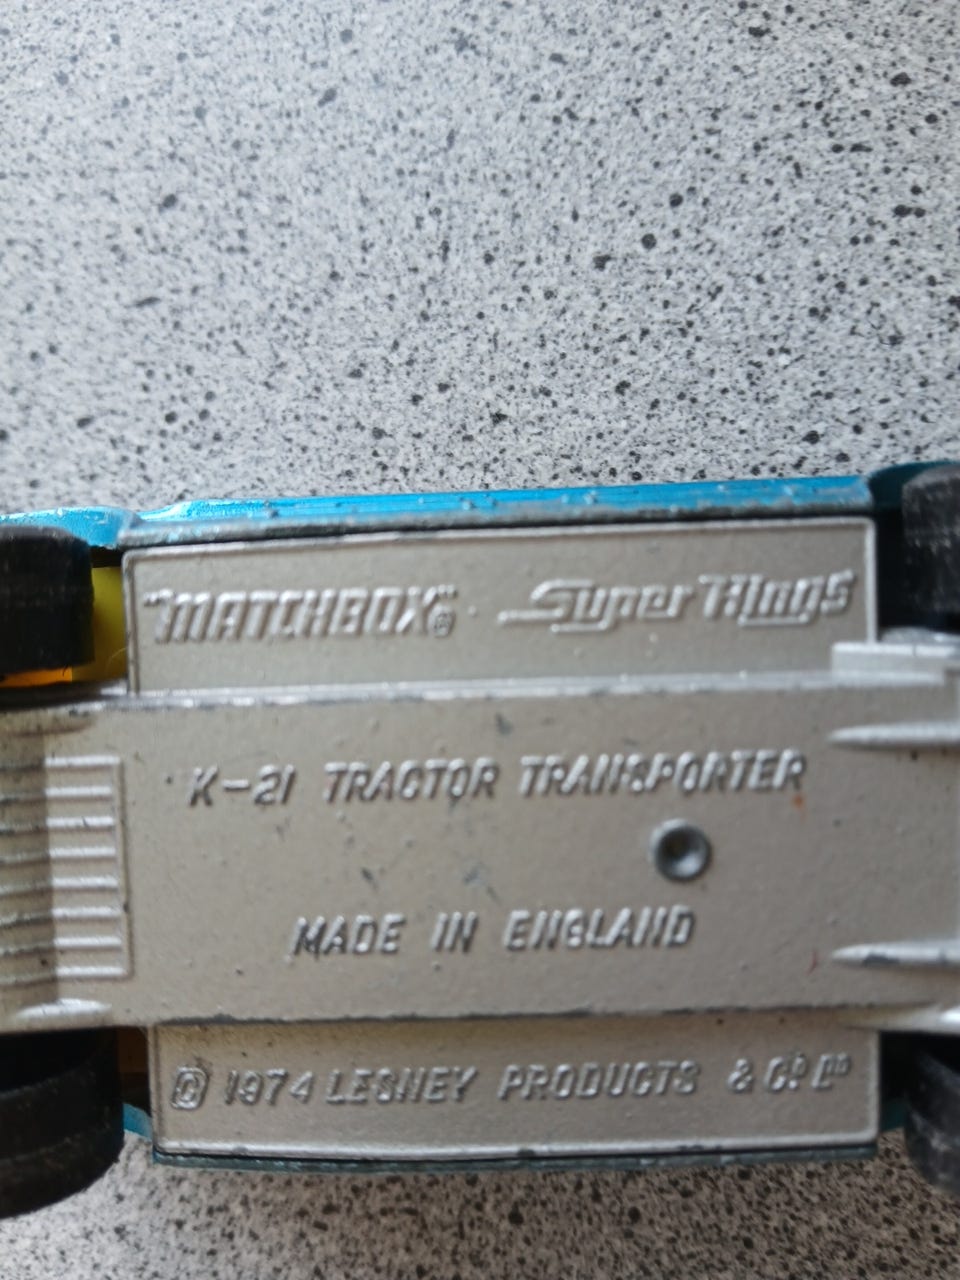 "MATCHBOX"® Super Kings
K-21 TRACTOR TRANSPORTER
MADE IN ENGLAND
© 1974 LESNEY PRODUCTS & Cº Lᵀᴰ